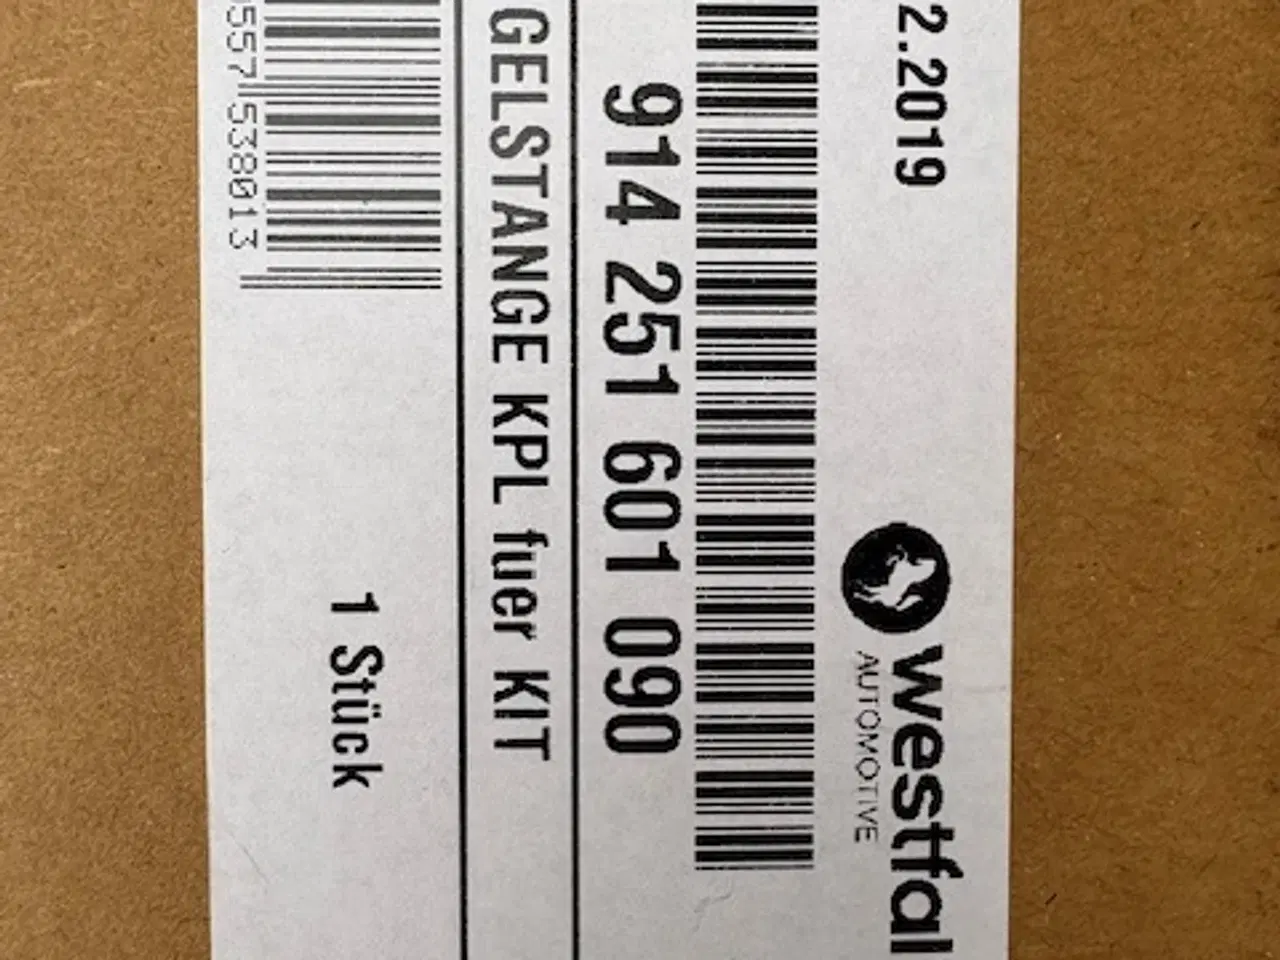 2.2019
westfal
AUTOMOTIVE
914 251 601 090
GELSTANGE KPL fuer KIT
1 Stück
557 538013